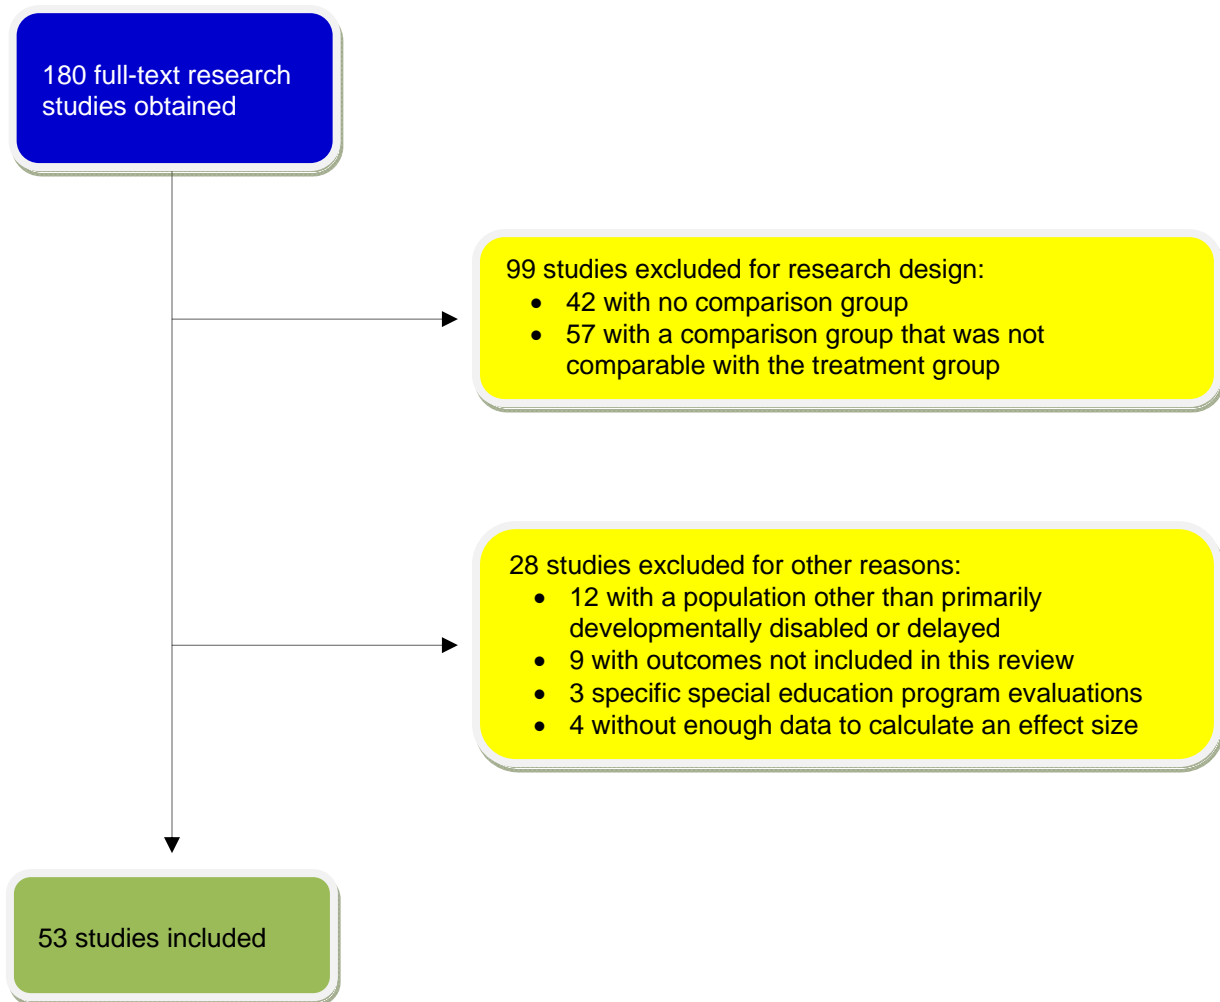 180 full-text research
studies obtained
99 studies excluded for research design:
• 42 with no comparison group
• 57 with a comparison group that was not
comparable with the treatment group
28 studies excluded for other reasons:
• 12 with a population other than primarily
developmentally disabled or delayed
• 9 with outcomes not included in this review
• 3 specific special education program evaluations
• 4 without enough data to calculate an effect size
53 studies included